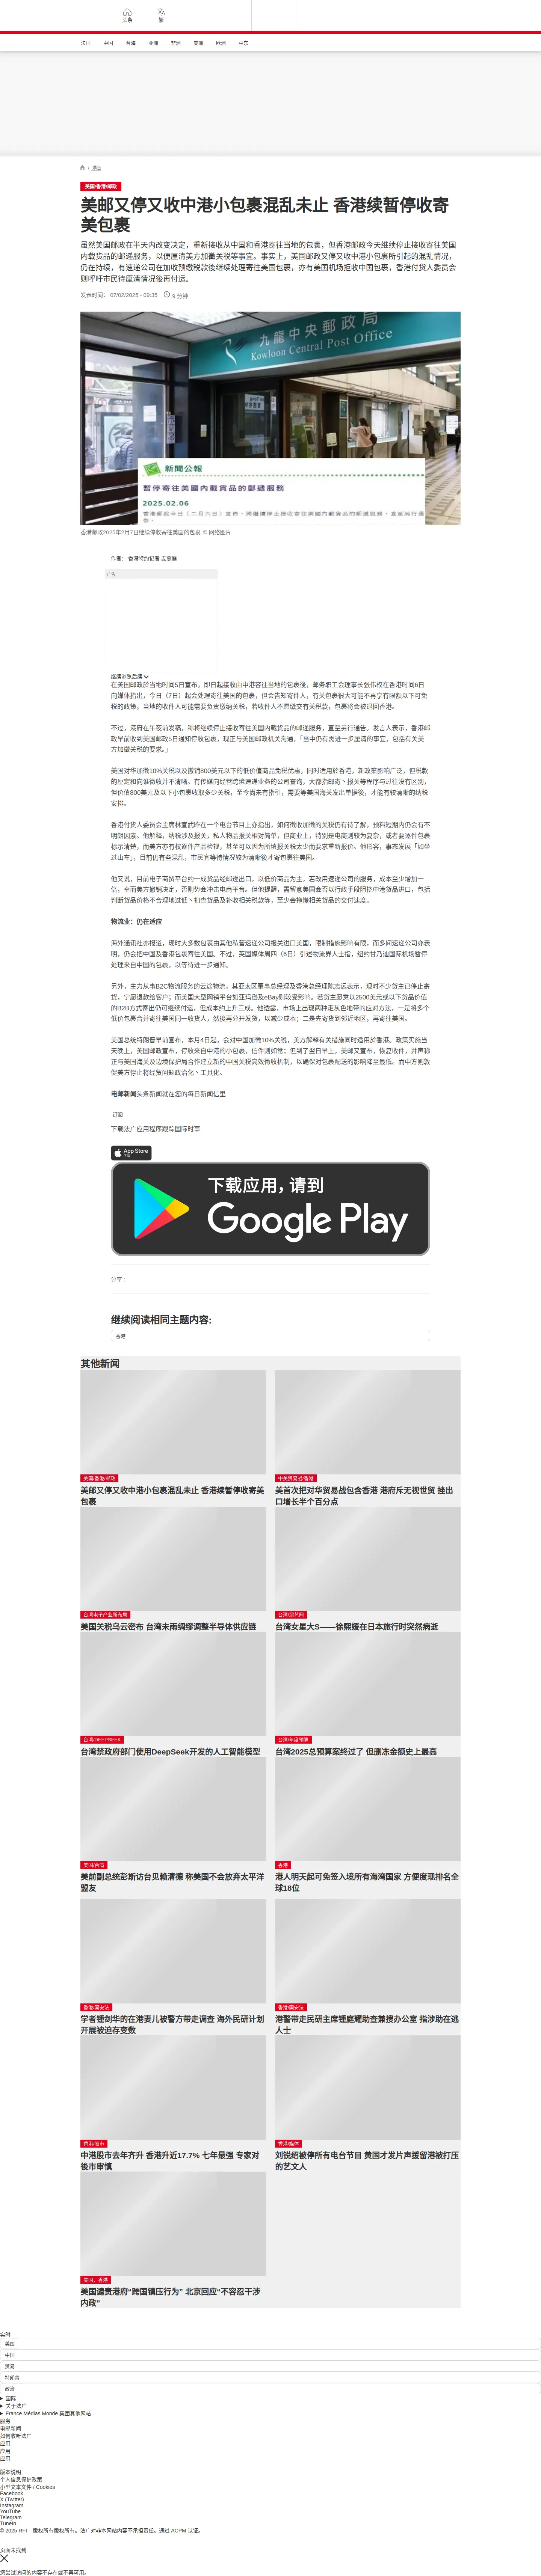 头条
繁
法国
中国
台海
亚洲
非洲
美洲
欧洲
中东
/ 港台
美国/香港/邮政
美邮又停又收中港小包裹混乱未止 香港续暂停收寄
美包裹
虽然美国邮政在半天内改变决定，重新接收从中国和香港寄往当地的包裹，但香港邮政今天继续停止接收寄往美国
内载货品的邮递服务，以便厘清美方加徵关税等事宜。事实上，美国邮政又停又收中港小包裹所引起的混乱情况，
仍在持续，有速递公司在加收预缴税款後继续处理寄往美国包裹，亦有美国机场拒收中国包裹，香港付货人委员会
则呼吁市民待厘清情况後再付运。
发表时间： 07/02/2025 - 09:35
9 分钟
九龍中央郵政局
Kowloon Central Post Office
新聞公報
暫停寄往美國內載貨品的郵遞服務
2025.02.06
香港邮政2025年2月7日继续停收寄往美国的包裹 © 网络图片
作者： 香港特约记者 麦燕庭
广告
继续浏览后续
在美国邮政於当地时间5日宣布，即日起接收由中港容往当地的包裹後，邮务职工会理事长张伟权在香港时间6日
向媒体指出，今日（7日）起会处理寄往美国的包裹，但会告知寄件人，有关包裹很大可能不再享有限额以下可免
税的政策，当地的收件人可能需要负责缴纳关税，若收件人不愿缴交有关税款，包裹将会被退回香港。
不过，港府在午夜前发稿，称将继续停止接收寄往美国内载货品的邮递服务，直至另行通告。发言人表示，香港邮
政早前收到美国邮政5日通知停收包裹，现正与美国邮政机关沟通，「当中仍有需进一步厘清的事宜，包括有关美
方加徵关税的要求。」
美国对华加徵10%关税以及撤销800美元以下的低价值商品免税优惠，同时适用於香港，新政策影响广泛，但税款
的厘定和向谁徵收并不清晰。有传媒向经营跨境速递业务的公司查询，大都指邮寄丶报关等程序与过往没有区别，
但价值800美元及以下小包裹收取多少关税，至今尚未有指引，需要等美国海关发出单据後，才能有较清晰的纳税
安排。
香港付货人委员会主席林宣武昨在一个电台节目上亦指出，如何徵收加徵的关税仍有待了解，预料短期内仍会有不
明朗因素。他解释，纳税涉及报关，私人物品报关相对简单，但商业上，特别是电商则较为复杂，或者要逐件包裹
标示清楚，而美方亦有权逐件产品检视，甚至可以因为所填报关税太少而要求重新报价。他形容，事态发展「如坐
过山车」，目前仍有些混乱，市民宜等待情况较为清晰後才寄包裹往美国。
他又说，目前电子商贸平台约一成货品经邮递出口，以低价商品为主，若改用速递公司的服务，成本至少增加一
倍，幸而美方撤销决定，否则势会冲击电商平台。但他提醒，需留意美国会否以行政手段阻挠中港货品进口，包括
判断货品价格不合理地过低丶扣查货品及补收相关税款等，至少会拖慢相关货品的交付速度。
物流业：仍在适应
海外通讯社亦报道，现时大多数包裹由其他私营速递公司报关进口美国，限制措施影响有限，而多间速递公司亦表
明，仍会把中国及香港包裹寄往美国。不过，英国媒体周四（6日）引述物流界人士指，纽约甘乃迪国际机场暂停
处理来自中国的包裹，以等待进一步通知。
另外，主力从事B2C物流服务的云途物流，其亚太区董事总经理及香港总经理陈志远表示，现时不少货主已停止寄
货，宁愿退款给客户；而美国大型网销平台如亚玛逊及eBay则较受影响。若货主愿意以2500美元或以下货品价值
的B2B方式寄出仍可继续付运，但成本约上升三成。他透露，市场上出现两种走灰色地带的应对方法，一是将多个
低价包裹合并寄往美国同一收货人，然後再分开发货，以减少成本；二是先寄货到邻近地区，再寄往美国。
美国总统特朗普早前宣布，本月4日起，会对中国加徵10%关税，美方解释有关措施同时适用於香港。政策实施当
天晚上，美国邮政宣布，停收来自中港的小包裹，信件则如常；但到了翌日早上，美邮又宣布，恢复收件，并声称
正与美国海关及边境保护局合作建立新的中国关税高效徵收机制，以确保对包裹配送的影响降至最低。而中方则敦
促美方停止将经贸问题政治化丶工具化。
电邮新闻头条新闻就在您的每日新闻信里
订阅
下载法广应用程序跟踪国际时事
App Store
下载
下载应用，请到
Google Play
分享 :
继续阅读相同主题内容:
香港
其他新闻
美国/香港/邮政
美邮又停又收中港小包裹混乱未止 香港续暂停收寄美
包裹
中美贸易战/香港
美首次把对华贸易战包含香港 港府斥无视世贸 挫出
口增长半个百分点
台湾电子产业新布局
美国关税乌云密布 台湾未雨绸缪调整半导体供应链
台湾/演艺圈
台湾女星大S——徐熙媛在日本旅行时突然病逝
台湾/DEEPSEEK
台湾禁政府部门使用DeepSeek开发的人工智能模型
台湾/年度预算
台湾2025总预算案终过了 但删冻金额史上最高
美国/台湾
美前副总统彭斯访台见赖清德 称美国不会放弃太平洋
盟友
香港
港人明天起可免签入境所有海湾国家 方便度现排名全
球18位
香港/国安法
学者锺剑华的在港妻儿被警方带走调查 海外民研计划
开展被迫存变数
香港/国安法
港警带走民研主席锺庭耀助查兼搜办公室 指涉助在逃
人士
香港/股市
中港股市去年齐升 香港升近17.7% 七年最强 专家对
後市审慎
香港/媒体
刘锐绍被停所有电台节目 黄国才发片声援留港被打压
的艺文人
美国、香港
美国谴责港府“跨国镇压行为” 北京回应“不容忍干涉
内政”
实时
美国
中国
贸易
特朗普
政治
国际
关于法广
France Médias Monde 集团其他网站
服务
电邮新闻
如何收听法广
应用
应用
应用
版本说明
个人信息保护政策
小型文本文件 / Cookies
Facebook
X (Twitter)
Instagram
YouTube
Telegram
TuneIn
© 2025 RFI – 版权所有版权所有。法广对非本网站内容不承担责任。通过 ACPM 认证。
页面未找到
您尝试访问的内容不存在或不再可用。